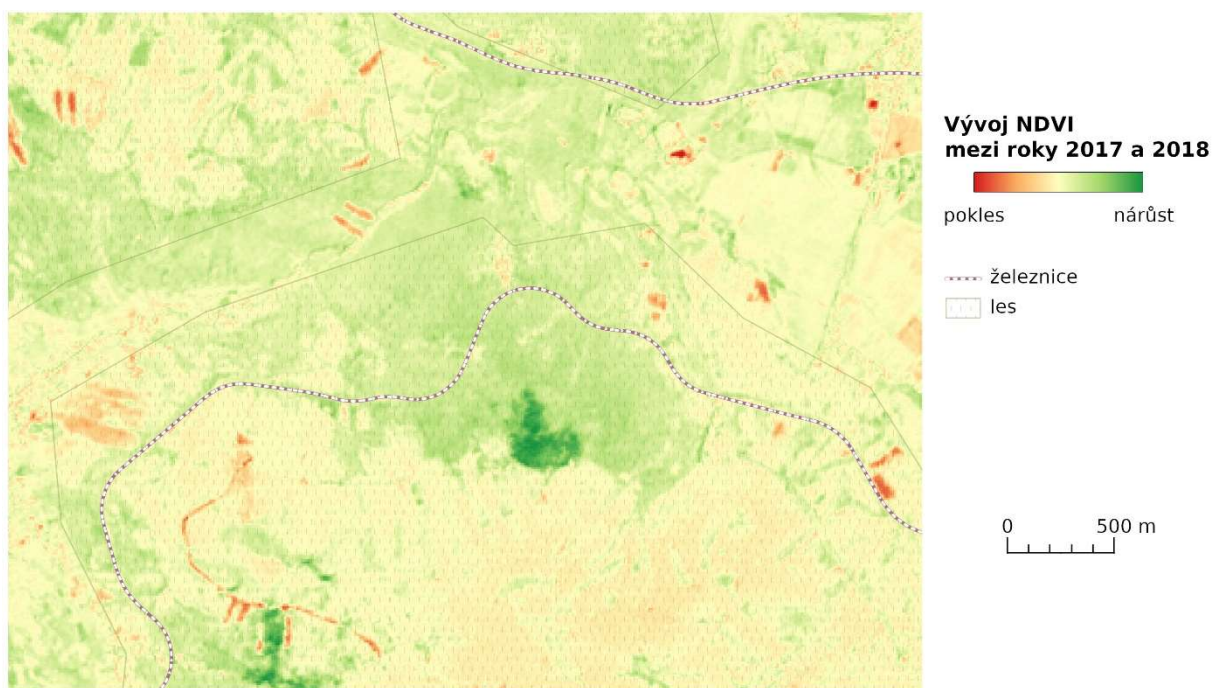 Vývoj NDVI
mezi roky 2017 a 2018
pokles nárůst
železnice
les
0 500 m